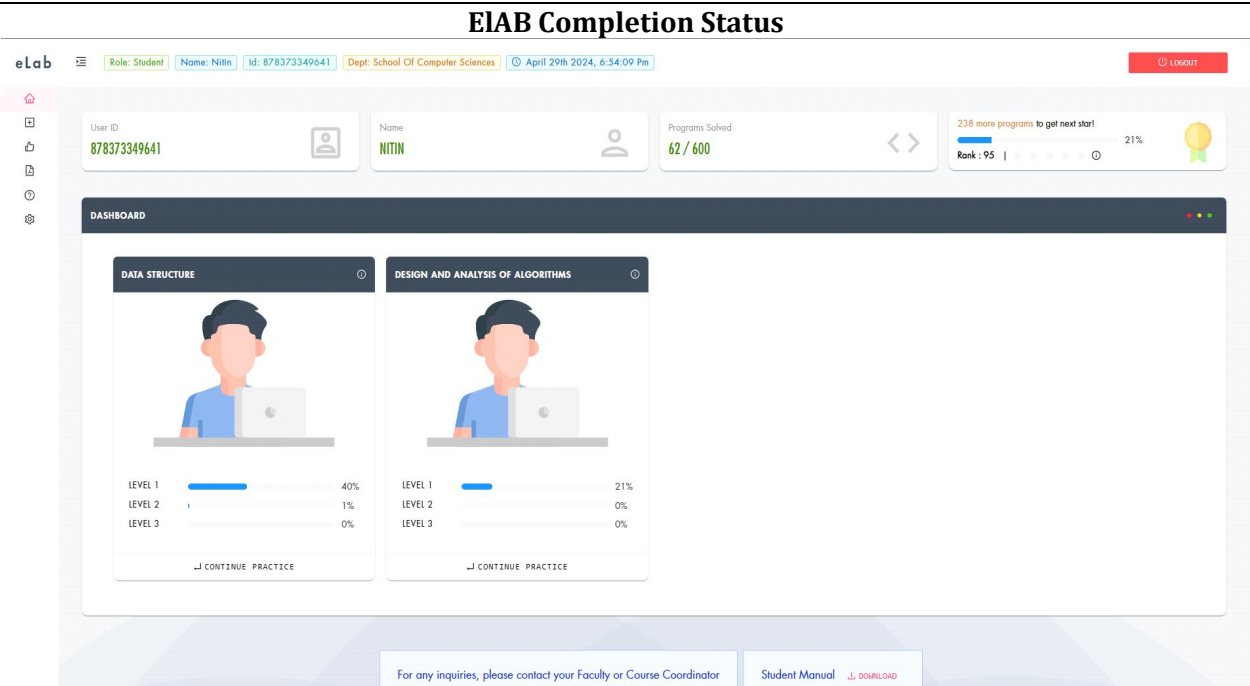 ElAB Completion Status
eLab Role: Student Name: Nitin Id: 878373349641 Dept: School Of Computer Sciences April 29th 2024, 6:54:09 Pm LOGOUT
User ID
878373349641
Name
NITIN
Programs Solved
62 / 600
238 more programs to get next star!
21%
Rank : 95 |
DASHBOARD
DATA STRUCTURE
LEVEL 1 40%
LEVEL 2 1%
LEVEL 3 0%
CONTINUE PRACTICE
DESIGN AND ANALYSIS OF ALGORITHMS
LEVEL 1 21%
LEVEL 2 0%
LEVEL 3 0%
CONTINUE PRACTICE
For any inquiries, please contact your Faculty or Course Coordinator
Student Manual DOWNLOAD